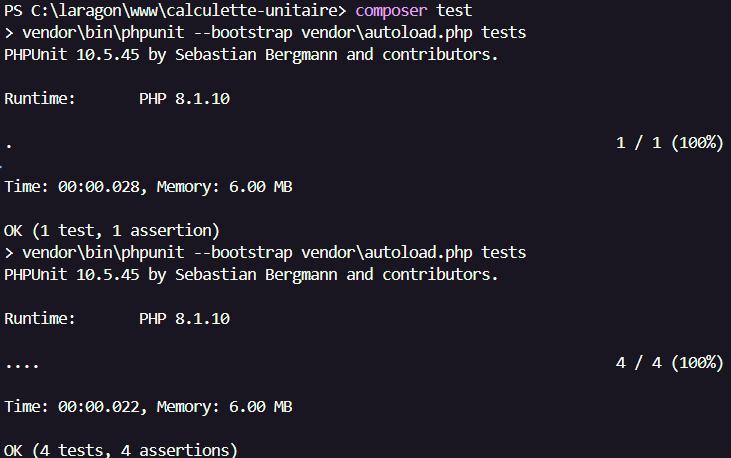 PS C:\laragon\www\calculette-unitaire> composer test
> vendor\bin\phpunit --bootstrap vendor\autoload.php tests
PHPUnit 10.5.45 by Sebastian Bergmann and contributors.
Runtime:       PHP 8.1.10
.                                                                   1 / 1 (100%)
Time: 00:00.028, Memory: 6.00 MB
OK (1 test, 1 assertion)
> vendor\bin\phpunit --bootstrap vendor\autoload.php tests
PHPUnit 10.5.45 by Sebastian Bergmann and contributors.
Runtime:       PHP 8.1.10
....                                                                4 / 4 (100%)
Time: 00:00.022, Memory: 6.00 MB
OK (4 tests, 4 assertions)